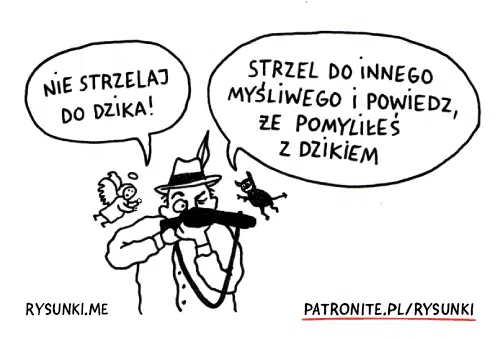 NIE STRZELAJ
DO DZIKA!
STRZEL DO INNEGO
MYŚLIWEGO I POWIEDZ,
ŻE POMYLIŁEŚ
Z DZIKIEM
RYSUNKI.ME
PATRONITE.PL/RYSUNKI